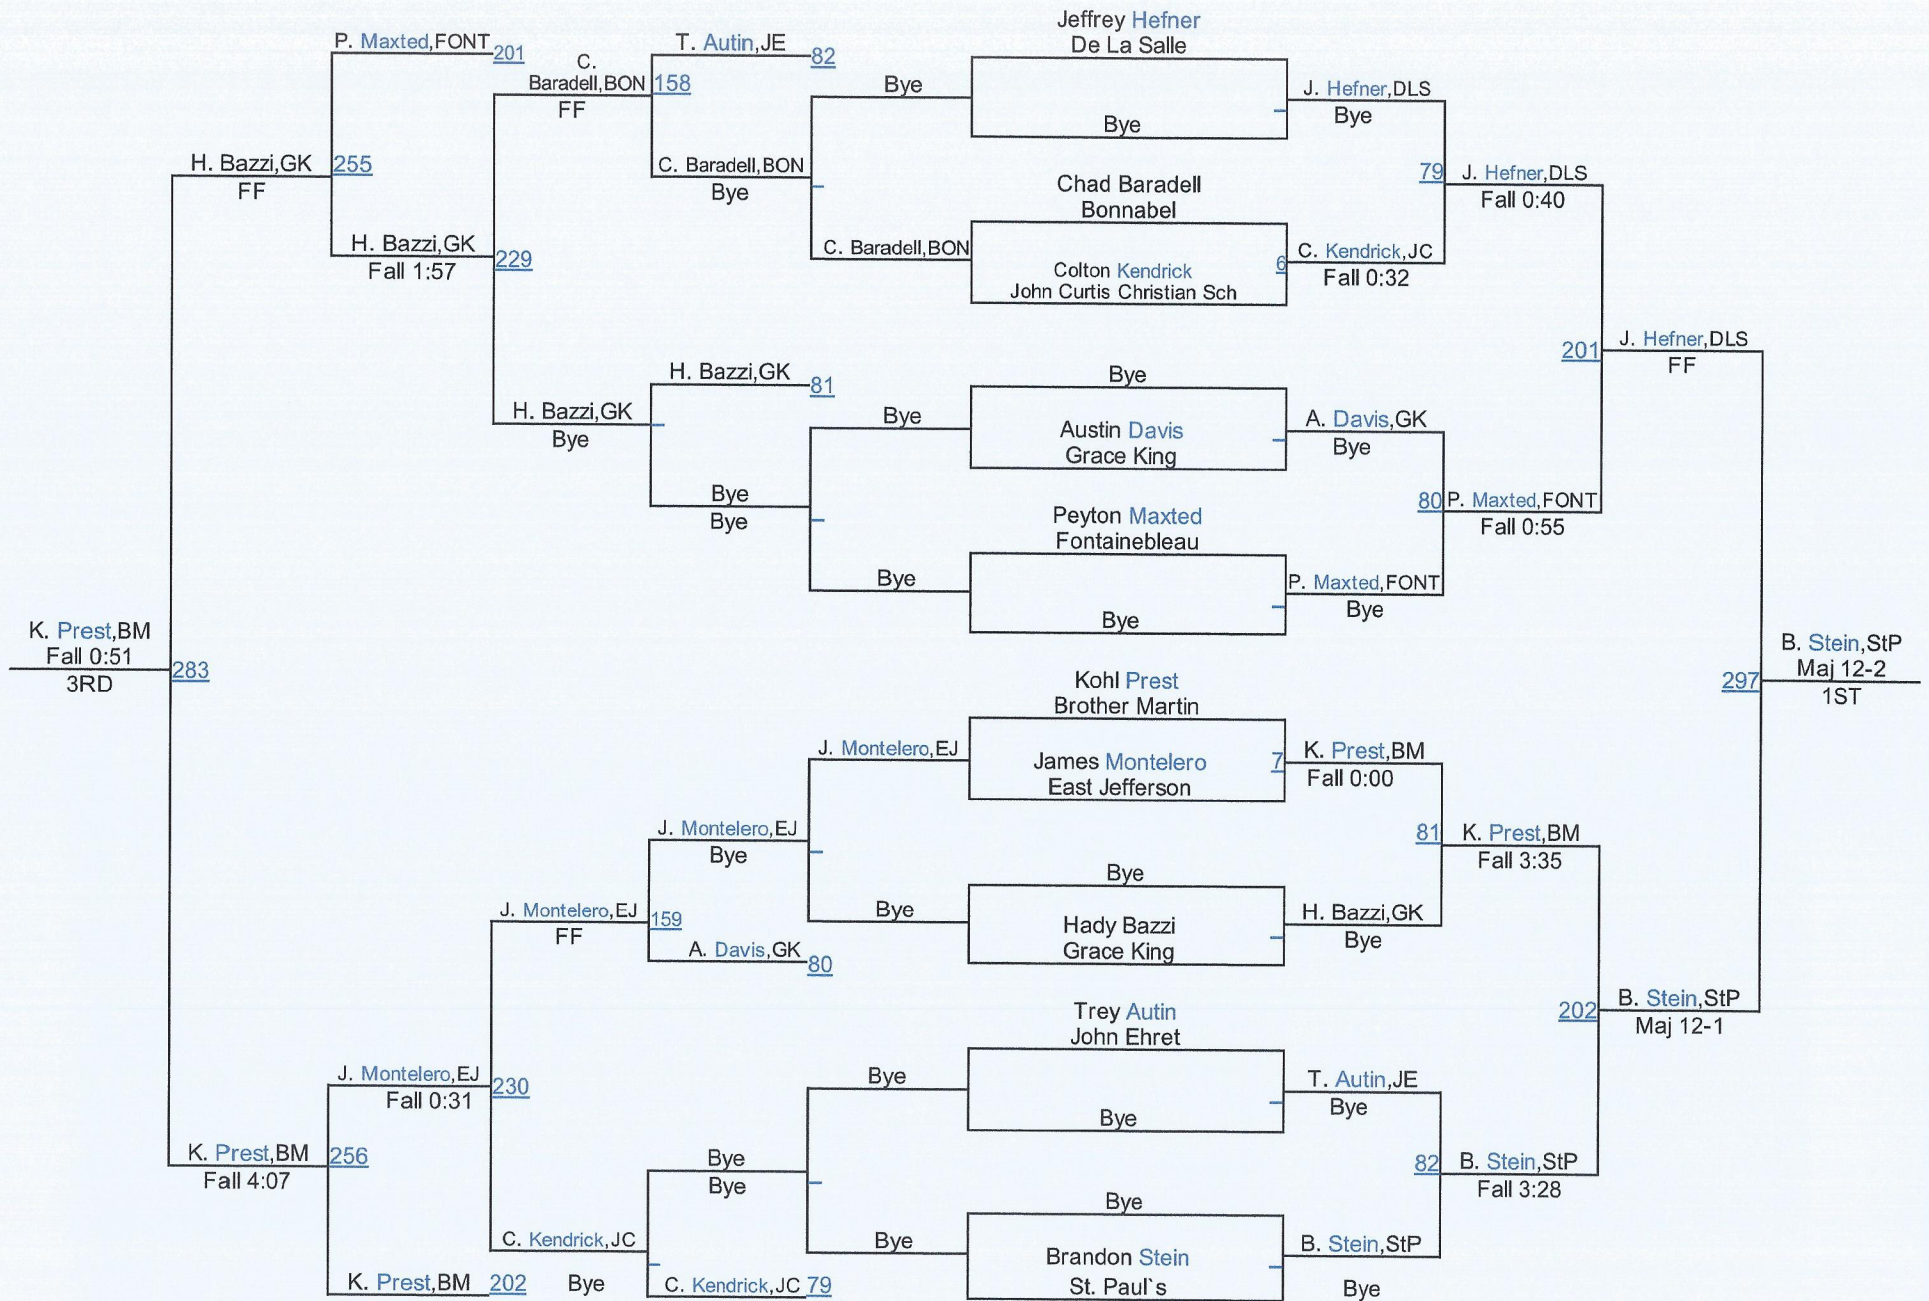 Jeffrey Hefner
De La Salle
Bye
Chad Baradell
Bonnabel
Colton Kendrick
John Curtis Christian Sch
6
Bye
Austin Davis
Grace King
Peyton Maxted
Fontainebleau
Bye
Kohl Prest
Brother Martin
James Montelero
East Jefferson
7
Bye
Hady Bazzi
Grace King
Trey Autin
John Ehret
Bye
Bye
Brandon Stein
St. Paul`s
J. Hefner,DLS
Bye
C. Kendrick,JC
Fall 0:32
A. Davis,GK
Bye
P. Maxted,FONT
Bye
K. Prest,BM
Fall 0:00
H. Bazzi,GK
Bye
T. Autin,JE
Bye
B. Stein,StP
Bye
79
J. Hefner,DLS
Fall 0:40
80
P. Maxted,FONT
Fall 0:55
81
K. Prest,BM
Fall 3:35
82
B. Stein,StP
Fall 3:28
201
J. Hefner,DLS
FF
202
B. Stein,StP
Maj 12-1
297
B. Stein,StP
Maj 12-2
1ST
Bye
C. Baradell,BON
Bye
Bye
J. Montelero,EJ
Bye
Bye
Bye
T. Autin,JE
82
C. Baradell,BON
Bye
H. Bazzi,GK
81
Bye
Bye
J. Montelero,EJ
Bye
A. Davis,GK
80
Bye
Bye
C. Kendrick,JC
79
C.
Baradell,BON
FF
158
H. Bazzi,GK
Bye
J. Montelero,EJ
FF
159
C. Kendrick,JC
Bye
P. Maxted,FONT
201
H. Bazzi,GK
Fall 1:57
229
J. Montelero,EJ
Fall 0:31
230
K. Prest,BM
202
H. Bazzi,GK
FF
255
K. Prest,BM
Fall 4:07
256
K. Prest,BM
Fall 0:51
3RD
283